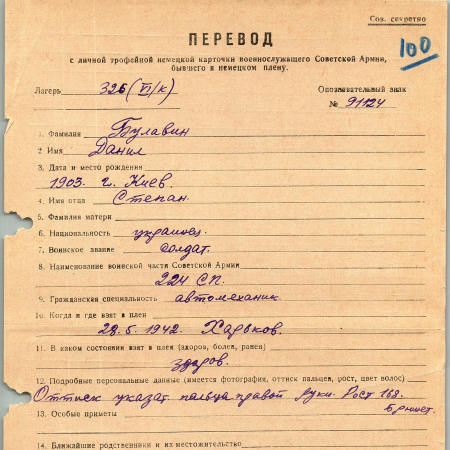 Сов. секретно
ПЕРЕВОД
100
с личной трофейной немецкой карточки военнослужащего Советской Армии,
бывшего в немецком плену.
Лагерь 326 (VI/к) Опознавательный знак
№ 91124
1. Фамилия Булавин
2 Имя Данил
3. Дата и место рождения
1903. г. Киев.
4. Имя отца Степан.
5. Фамилия матери
6. Национальность украинец.
7. Воинское звание солдат.
8. Наименование воинской части Советской Армии
224 СП.
9. Гражданская специальность автомеханик
10. Когда и где взят в плен
28.5. 1942. Харьков.
11. В каком состоянии взят в плен (здоров, болен, ранен)
здоров.
12. Подробные персональные данные (имеется фотография, оттиск пальцев, рост, цвет волос)
Оттиск указат. пальца правой руки. Рост 168.
Брюнет.
13. Особые приметы
14. Ближайшие родственники и их местожительство